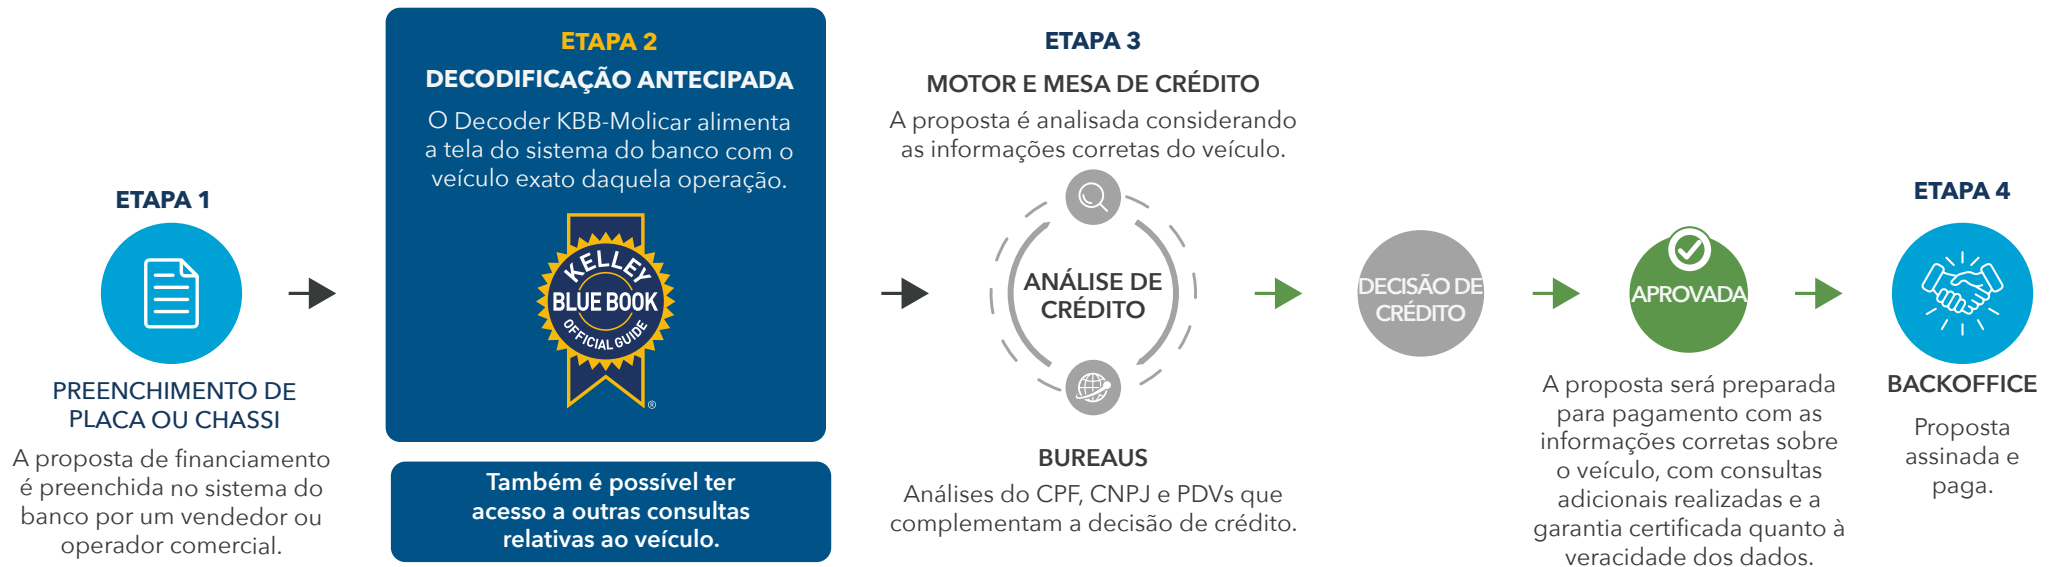 ETAPA 1
PREENCHIMENTO DE
PLACA OU CHASSI
A proposta de financiamento
é preenchida no sistema do
banco por um vendedor ou
operador comercial.
ETAPA 2
DECODIFICAÇÃO ANTECIPADA
O Decoder KBB-Molicar alimenta
a tela do sistema do banco com o
veículo exato daquela operação.
KELLEY
BLUE BOOK
OFFICIAL GUIDE
®
Também é possível ter
acesso a outras consultas
relativas ao veículo.
ETAPA 3
MOTOR E MESA DE CRÉDITO
A proposta é analisada considerando
as informações corretas do veículo.
ANÁLISE DE
CRÉDITO
BUREAUS
Análises do CPF, CNPJ e PDVs que
complementam a decisão de crédito.
DECISÃO DE
CRÉDITO
APROVADA
A proposta será preparada
para pagamento com as
informações corretas sobre
o veículo, com consultas
adicionais realizadas e a
garantia certificada quanto à
veracidade dos dados.
ETAPA 4
BACKOFFICE
Proposta
assinada e
paga.